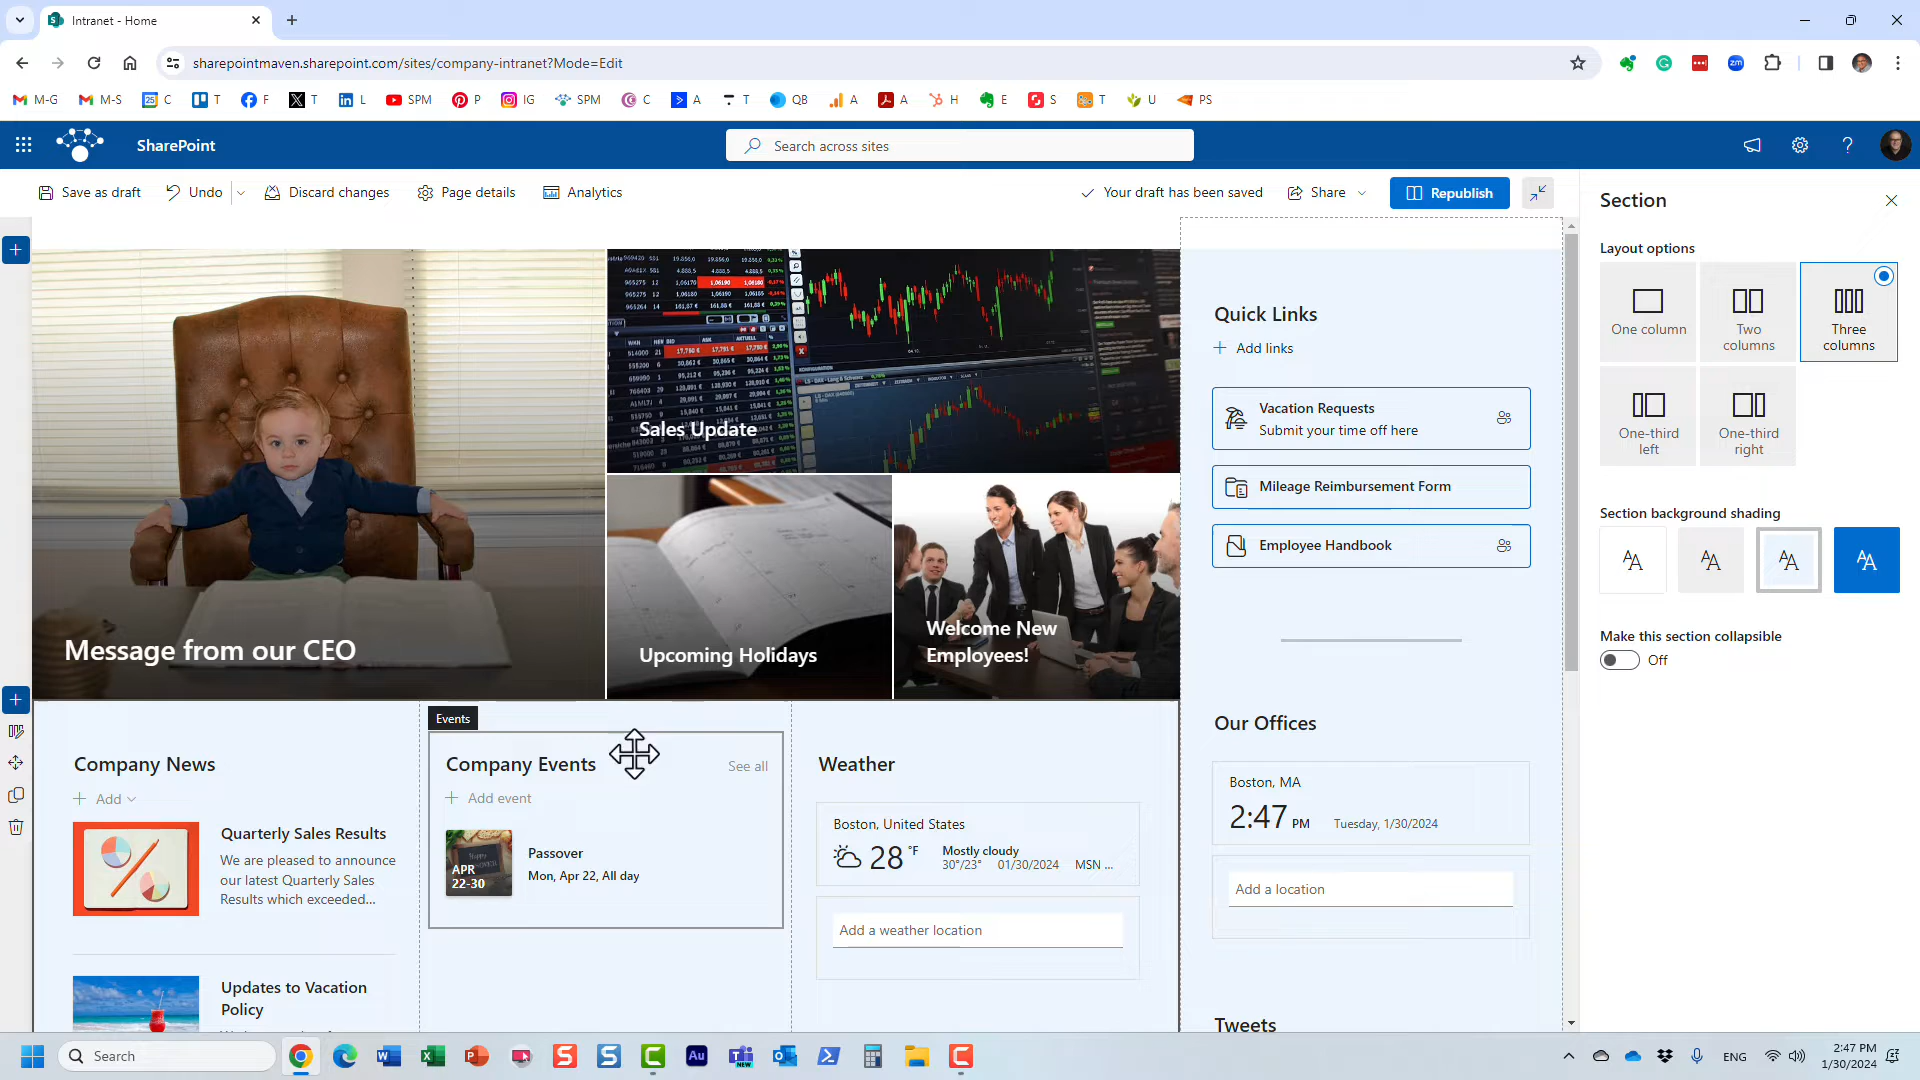 Intranet - Home
sharepointmaven.sharepoint.com/sites/company-intranet?Mode=Edit
M-G
M-S
C
T
F
T
L
SPM
P
IG
SPM
C
A
T
QB
A
A
H
E
S
T
U
PS
SharePoint
Search across sites
Save as draft
Undo
Discard changes
Page details
Analytics
Your draft has been saved
Share
Republish
Message from our CEO
Sales Update
Upcoming Holidays
Welcome New
Employees!
Quick Links
Add links
Vacation Requests
Submit your time off here
Mileage Reimbursement Form
Employee Handbook
Section
Layout options
One column
Two
columns
Three
columns
One-third
left
One-third
right
Section background shading
Make this section collapsible
Off
Company News
Add
Quarterly Sales Results
We are pleased to announce
our latest Quarterly Sales
Results which exceeded...
Updates to Vacation
Policy
Events
Company Events
See all
Add event
APR
22-30
Passover
Mon, Apr 22, All day
Weather
Boston, United States
28 °F
Mostly cloudy
30°/23° 01/30/2024 MSN ...
Add a weather location
Our Offices
Boston, MA
2:47 PM Tuesday, 1/30/2024
Add a location
Tweets
Search
ENG
2:47 PM
1/30/2024